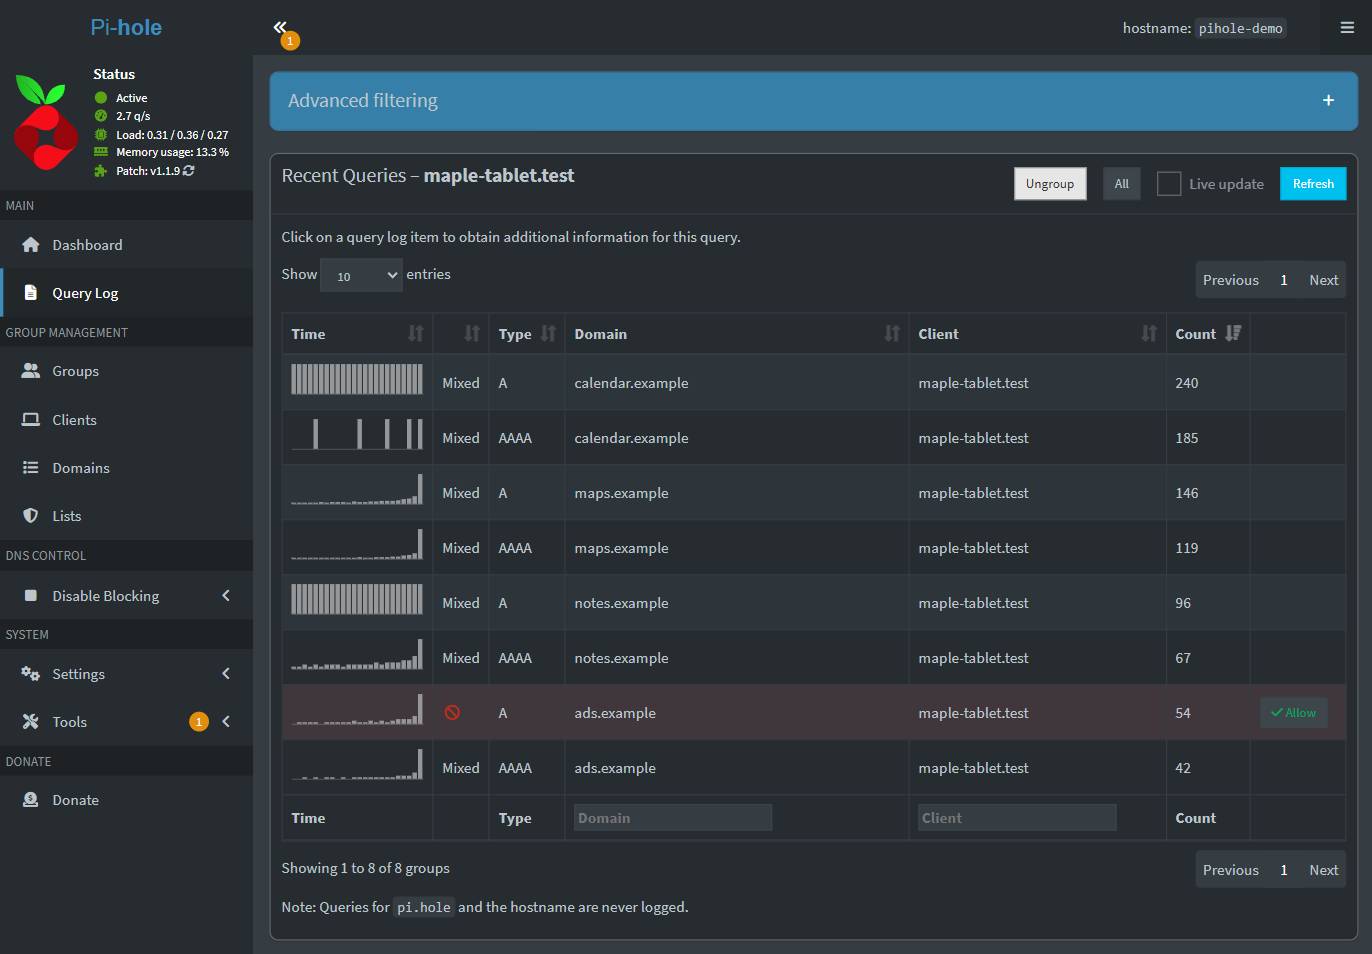 Pi-hole
1
hostname: pihole-demo
Status
Active
2.7 q/s
Load: 0.31 / 0.36 / 0.27
Memory usage: 13.3 %
Patch: v1.1.9
MAIN
Dashboard
Query Log
GROUP MANAGEMENT
Groups
Clients
Domains
Lists
DNS CONTROL
Disable Blocking
SYSTEM
Settings
Tools 1
DONATE
Donate
Advanced filtering
Recent Queries – maple-tablet.test
Ungroup All Live update Refresh
Click on a query log item to obtain additional information for this query.
Show 10 entries
Previous 1 Next
Time Type Domain Client Count
Mixed A calendar.example maple-tablet.test 240
Mixed AAAA calendar.example maple-tablet.test 185
Mixed A maps.example maple-tablet.test 146
Mixed AAAA maps.example maple-tablet.test 119
Mixed A notes.example maple-tablet.test 96
Mixed AAAA notes.example maple-tablet.test 67
A ads.example maple-tablet.test 54 Allow
Mixed AAAA ads.example maple-tablet.test 42
Time Type Domain Client Count
Showing 1 to 8 of 8 groups
Previous 1 Next
Note: Queries for pi.hole and the hostname are never logged.